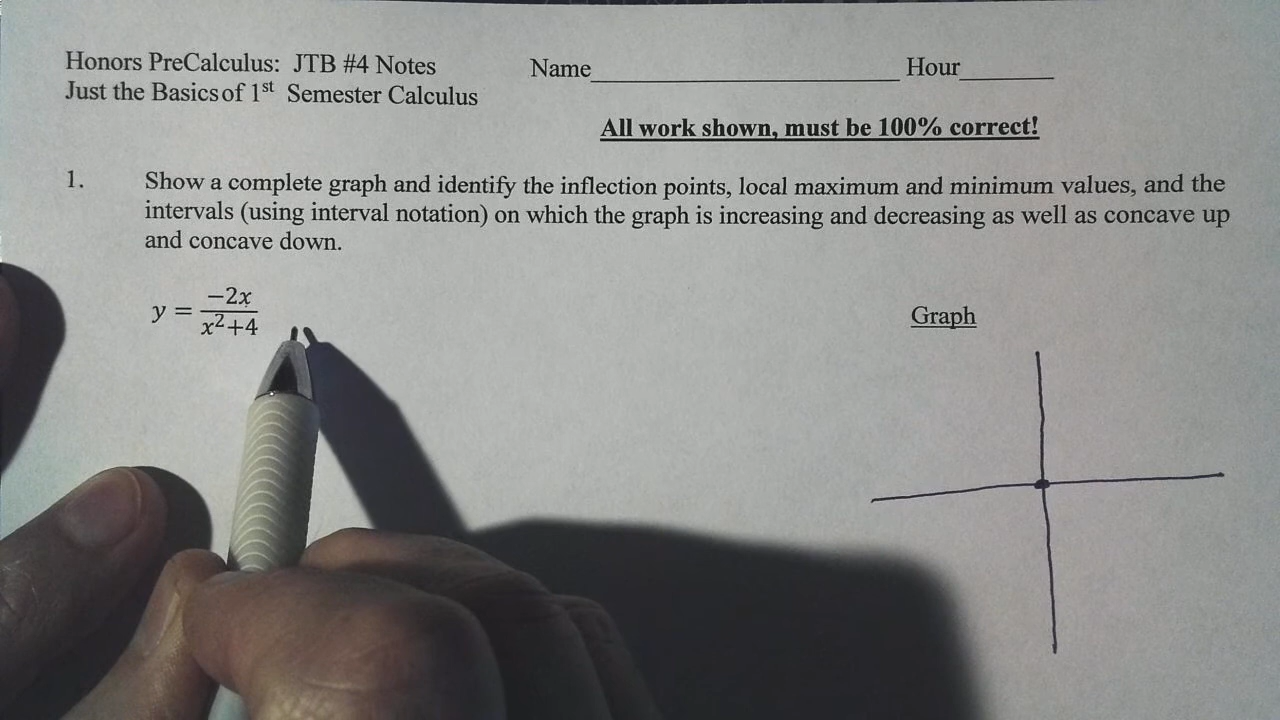 Honors PreCalculus: JTB #4 Notes Name______________________ Hour_______
Just the Basics of 1st Semester Calculus
All work shown, must be 100% correct!
1. Show a complete graph and identify the inflection points, local maximum and minimum values, and the
intervals (using interval notation) on which the graph is increasing and decreasing as well as concave up
and concave down.
y = −2x / x²+4
Graph